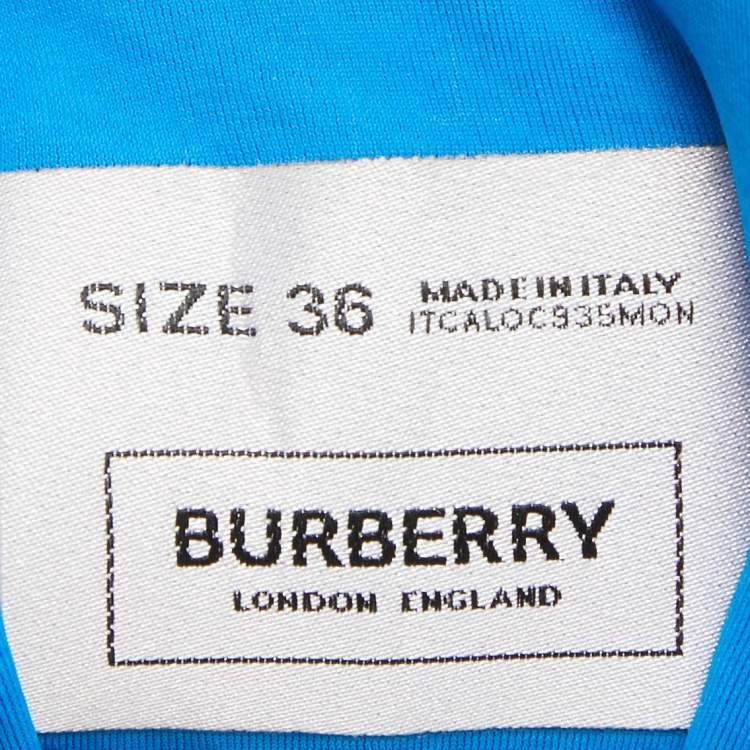 SIZE 36
MADE IN ITALY
ITCALOC935MON
BURBERRY
LONDON ENGLAND